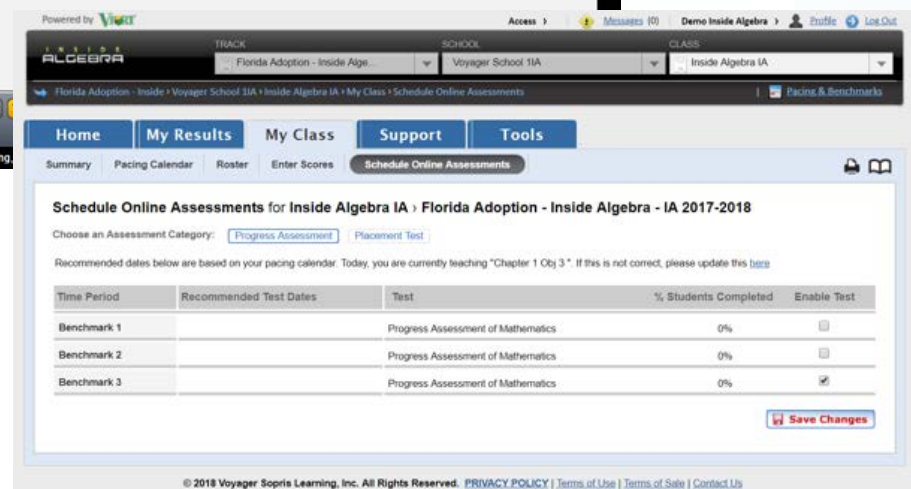 Powered by VPORT Access › Messages (0) Demo Inside Algebra › Profile Log Out
INSIDE ALGEBRA
TRACK SCHOOL CLASS
Florida Adoption - Inside Alge... Voyager School 1IA Inside Algebra IA
Florida Adoption - Inside › Voyager School 1IA › Inside Algebra IA › My Class › Schedule Online Assessments | Pacing & Benchmarks
Home My Results My Class Support Tools
ng,
Summary Pacing Calendar Roster Enter Scores Schedule Online Assessments
Schedule Online Assessments for Inside Algebra IA › Florida Adoption - Inside Algebra - IA 2017-2018
Choose an Assessment Category: Progress Assessment Placement Test
Recommended dates below are based on your pacing calendar. Today, you are currently teaching "Chapter 1 Obj 3 ". If this is not correct, please update this here
Time Period Recommended Test Dates Test % Students Completed Enable Test
Benchmark 1 Progress Assessment of Mathematics 0%
Benchmark 2 Progress Assessment of Mathematics 0%
Benchmark 3 Progress Assessment of Mathematics 0%
Save Changes
© 2018 Voyager Sopris Learning, Inc. All Rights Reserved. PRIVACY POLICY | Terms of Use | Terms of Sale | Contact Us